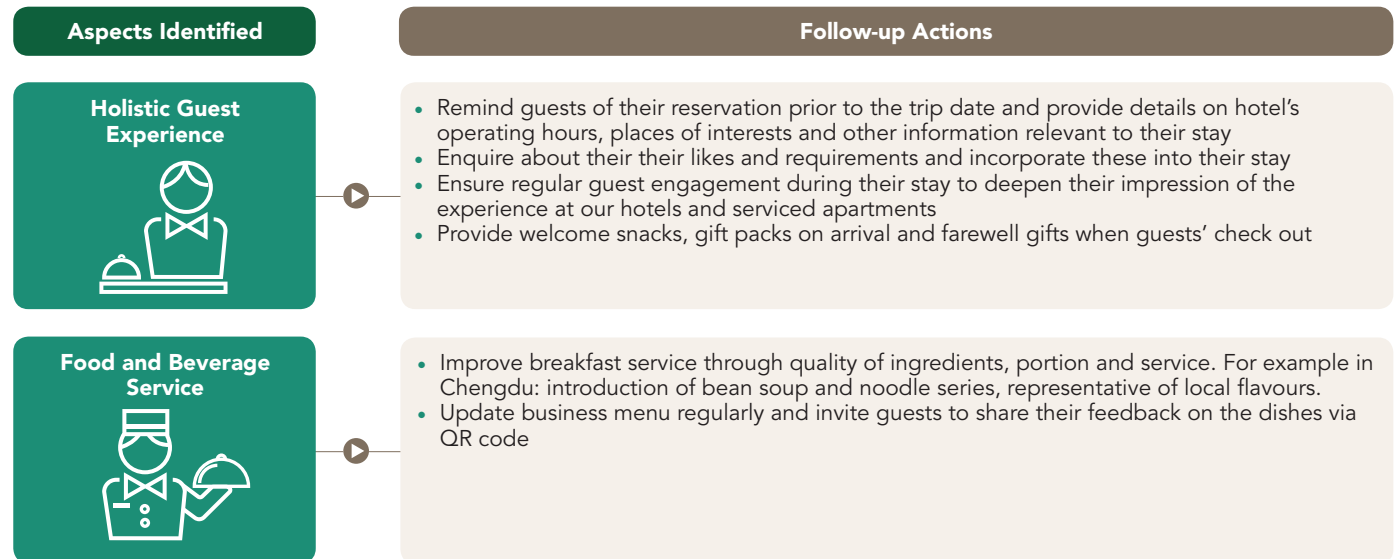 Aspects Identified
Follow-up Actions
Holistic Guest
Experience
• Remind guests of their reservation prior to the trip date and provide details on hotel's
operating hours, places of interests and other information relevant to their stay
• Enquire about their their likes and requirements and incorporate these into their stay
• Ensure regular guest engagement during their stay to deepen their impression of the
experience at our hotels and serviced apartments
• Provide welcome snacks, gift packs on arrival and farewell gifts when guests' check out
Food and Beverage
Service
• Improve breakfast service through quality of ingredients, portion and service. For example in
Chengdu: introduction of bean soup and noodle series, representative of local flavours.
• Update business menu regularly and invite guests to share their feedback on the dishes via
QR code